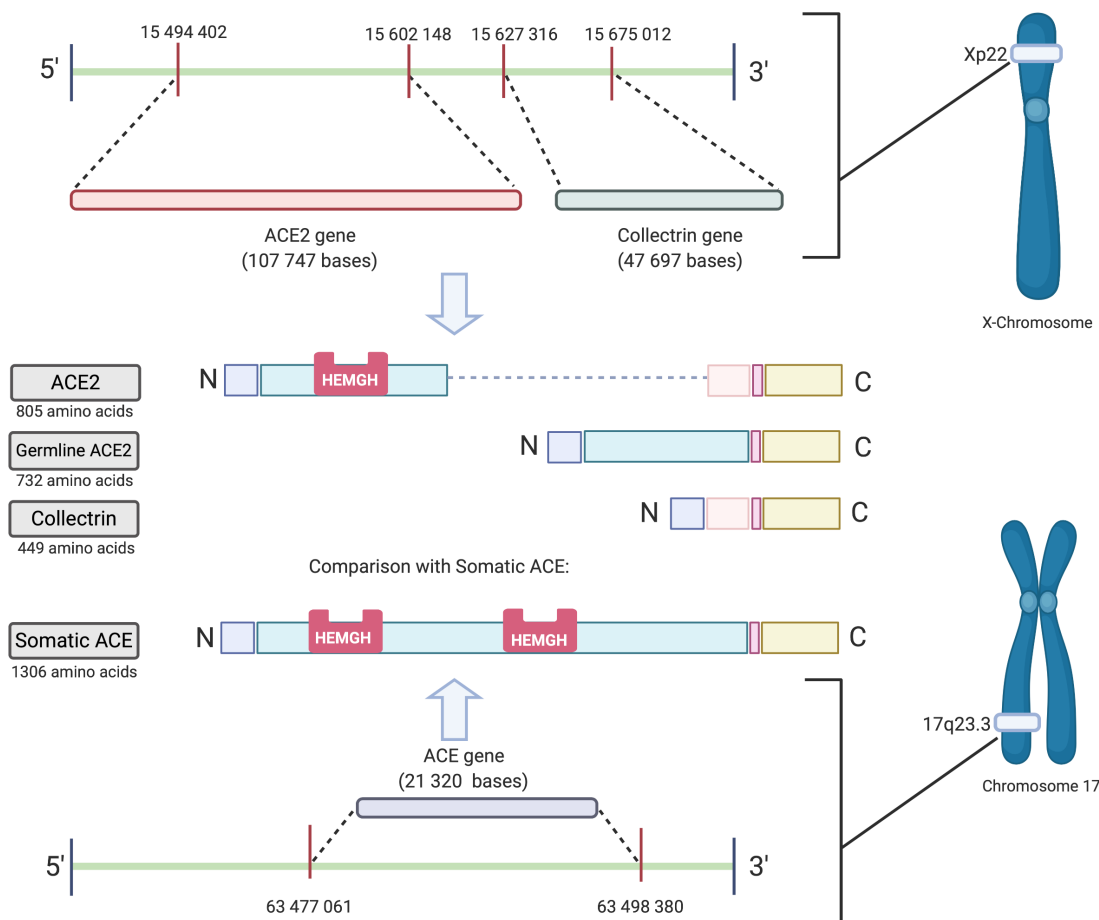 15 494 402
15 602 148
15 627 316
15 675 012
5'
3'
Xp22
ACE2 gene
(107 747 bases)
Collectrin gene
(47 697 bases)
X-Chromosome
ACE2
805 amino acids
N
HEMGH
C
Germline ACE2
732 amino acids
N
C
Collectrin
449 amino acids
N
C
Comparison with Somatic ACE:
Somatic ACE
1306 amino acids
N
HEMGH
HEMGH
C
17q23.3
Chromosome 17
ACE gene
(21 320 bases)
5'
3'
63 477 061
63 498 380